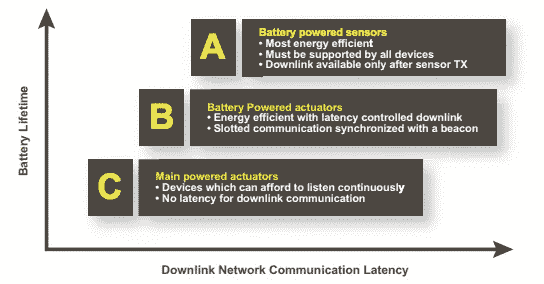 A
Battery powered sensors
• Most energy efficient
• Must be supported by all devices
• Downlink available only after sensor TX
B
Battery Powered actuators
• Energy efficient with latency controlled downlink
• Slotted communication synchronized with a beacon
C
Main powered actuators
• Devices which can afford to listen continuously
• No latency for downlink communication
Battery Lifetime
Downlink Network Communication Latency